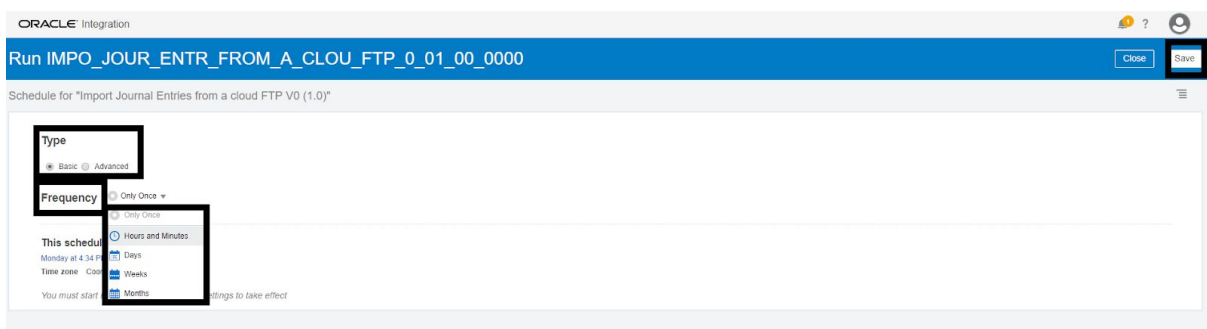 ORACLE Integration
1 ?
Run IMPO_JOUR_ENTR_FROM_A_CLOU_FTP_0_01_00_0000
Close Save
Schedule for "Import Journal Entries from a cloud FTP V0 (1.0)"
Type
Basic Advanced
Frequency Only Once
Only Once
Hours and Minutes
This schedul
Monday at 4:34 P Days
Time zone Weeks
You must start Months ettings to take effect